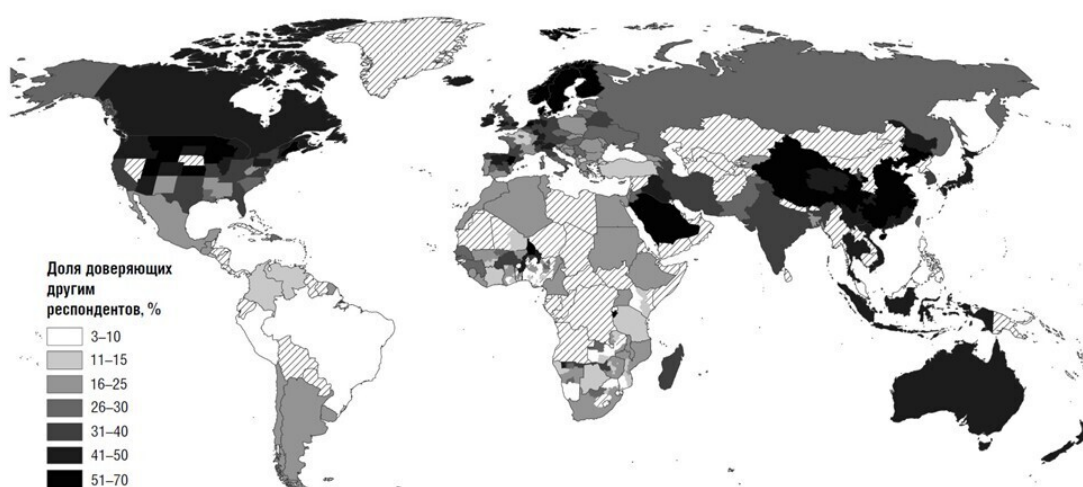 Доля доверяющих
другим
респондентов, %
3–10
11–15
16–25
26–30
31–40
41–50
51–70